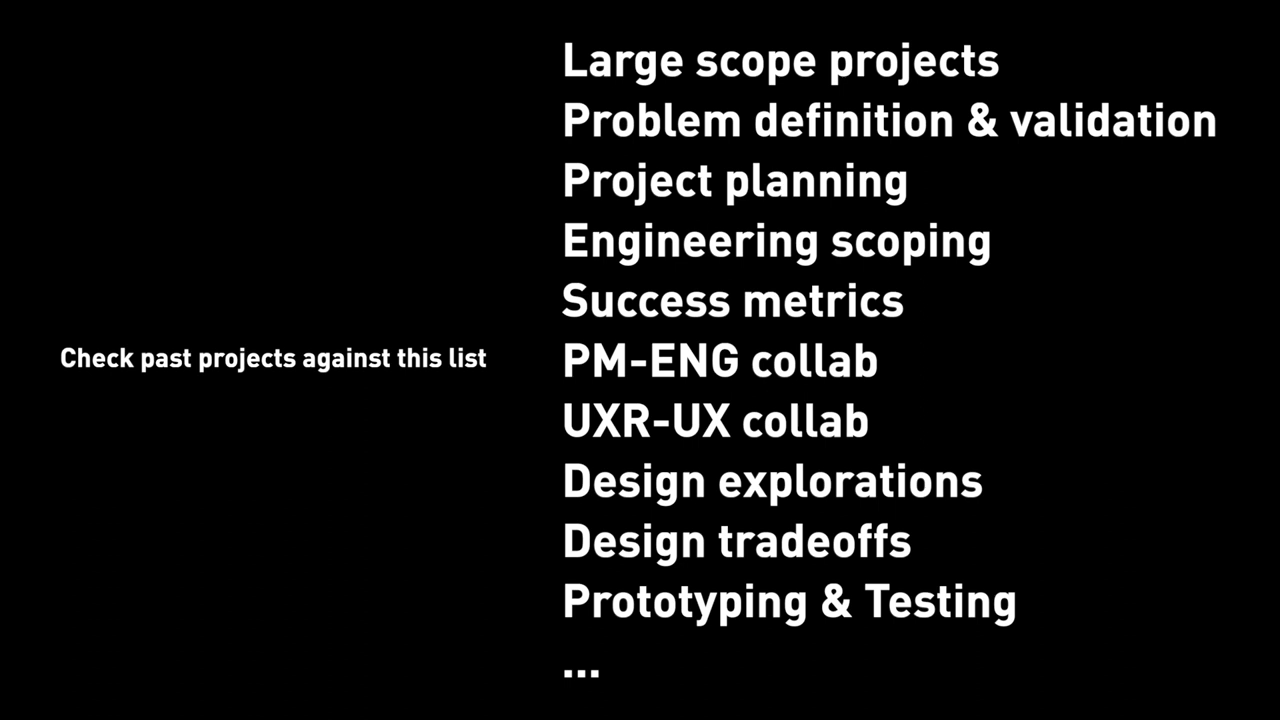 Check past projects against this list
Large scope projects
Problem definition & validation
Project planning
Engineering scoping
Success metrics
PM-ENG collab
UXR-UX collab
Design explorations
Design tradeoffs
Prototyping & Testing
...